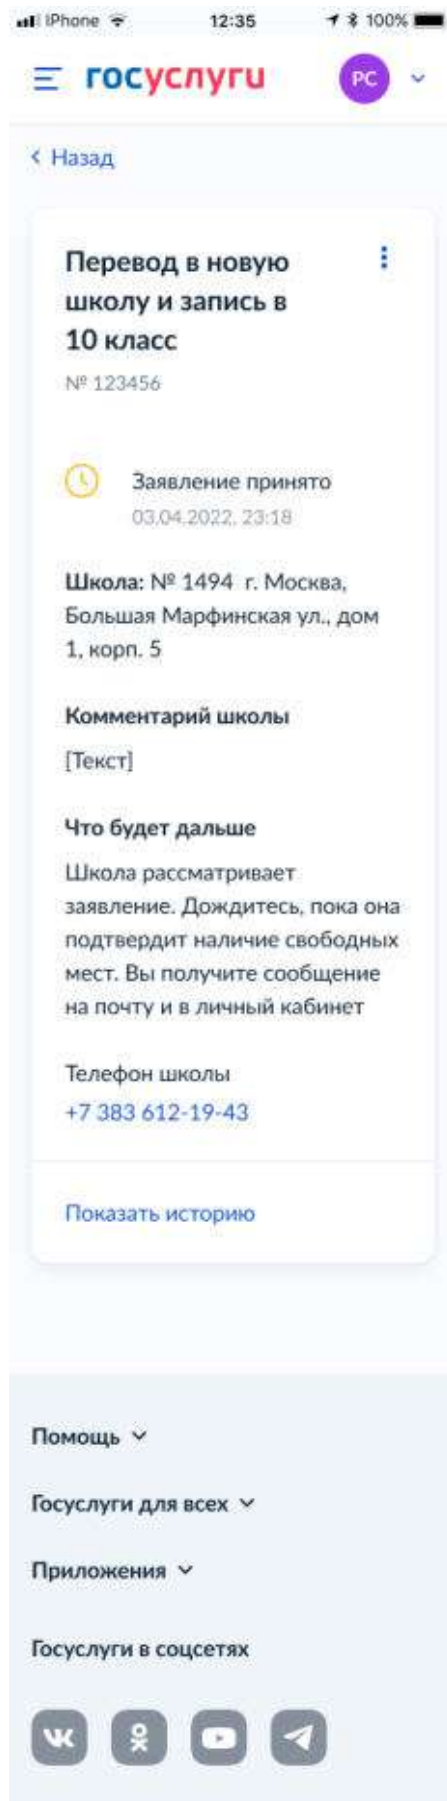 iPhone 12:35 100%
госуслуги РС
Назад
Перевод в новую
школу и запись в
10 класс
№ 123456
Заявление принято
03.04.2022, 23:18
Школа: № 1494 г. Москва,
Большая Марфинская ул., дом
1, корп. 5
Комментарий школы
[Текст]
Что будет дальше
Школа рассматривает
заявление. Дождитесь, пока она
подтвердит наличие свободных
мест. Вы получите сообщение
на почту и в личный кабинет
Телефон школы
+7 383 612-19-43
Показать историю
Помощь
Госуслуги для всех
Приложения
Госуслуги в соцсетях